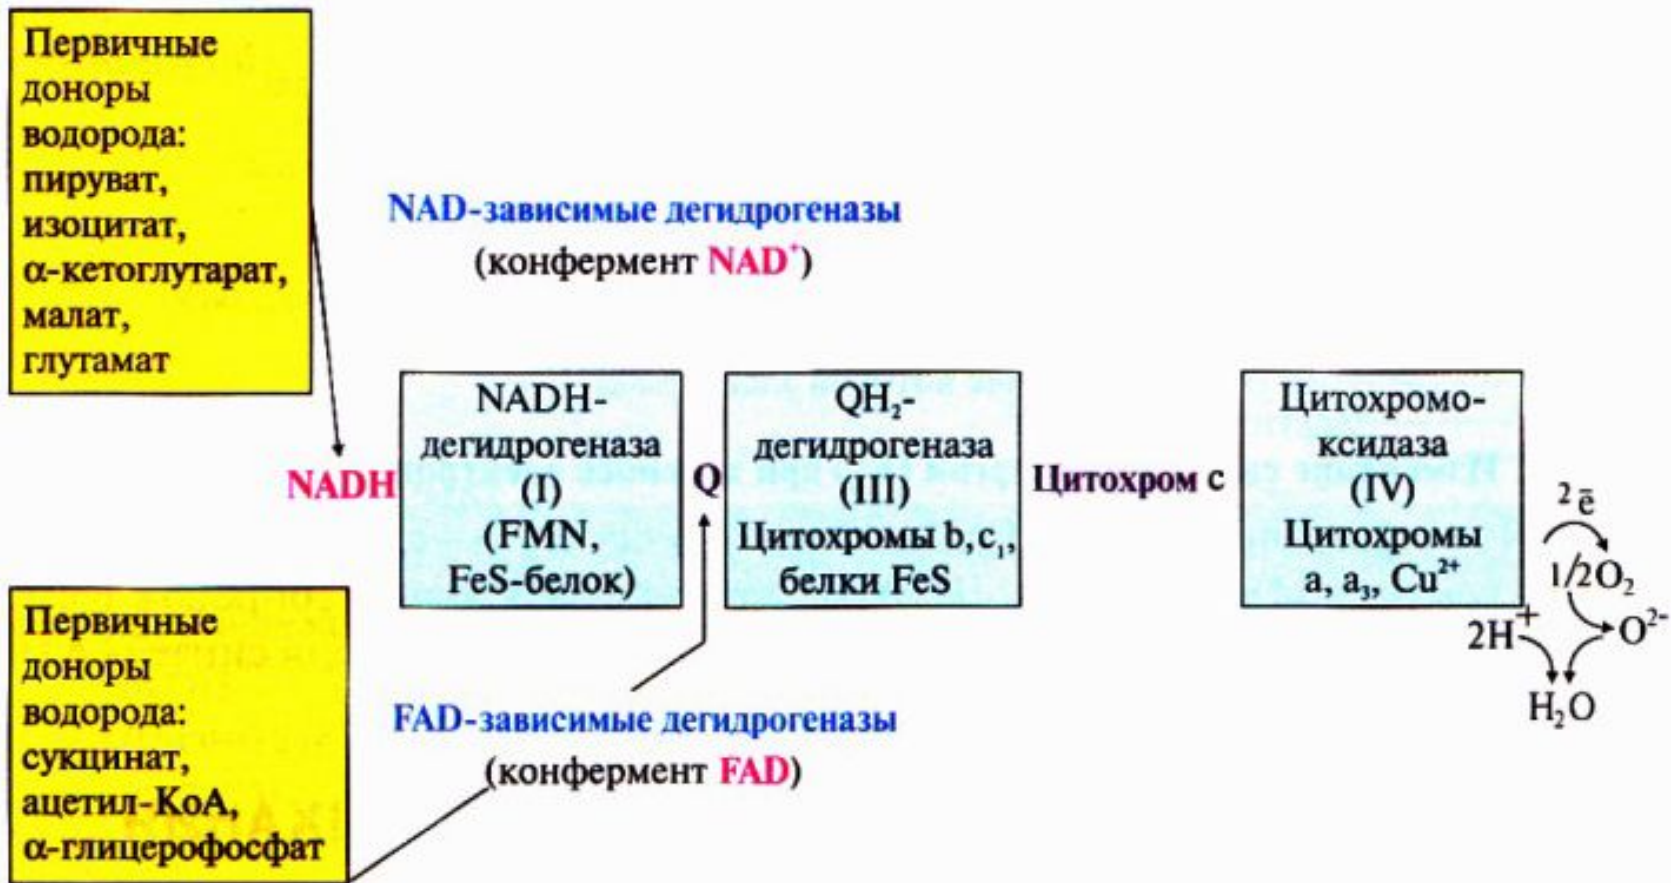 Первичные
доноры
водорода:
пируват,
изоцитат,
α-кетоглутарат,
малат,
глутамат
NAD-зависимые дегидрогеназы
(конфермент NAD⁺)
NADH
NADH-
дегидрогеназа
(I)
(FMN,
FeS-белок)
Q
QH₂-
дегидрогеназа
(III)
Цитохромы b, c₁,
белки FeS
Цитохром c
Цитохромо-
ксидаза
(IV)
Цитохромы
a, a₃, Cu²⁺
2 ē
1/2O₂
2H⁺
O²⁻
H₂O
Первичные
доноры
водорода:
сукцинат,
ацетил-КоА,
α-глицерофосфат
FAD-зависимые дегидрогеназы
(конфермент FAD)